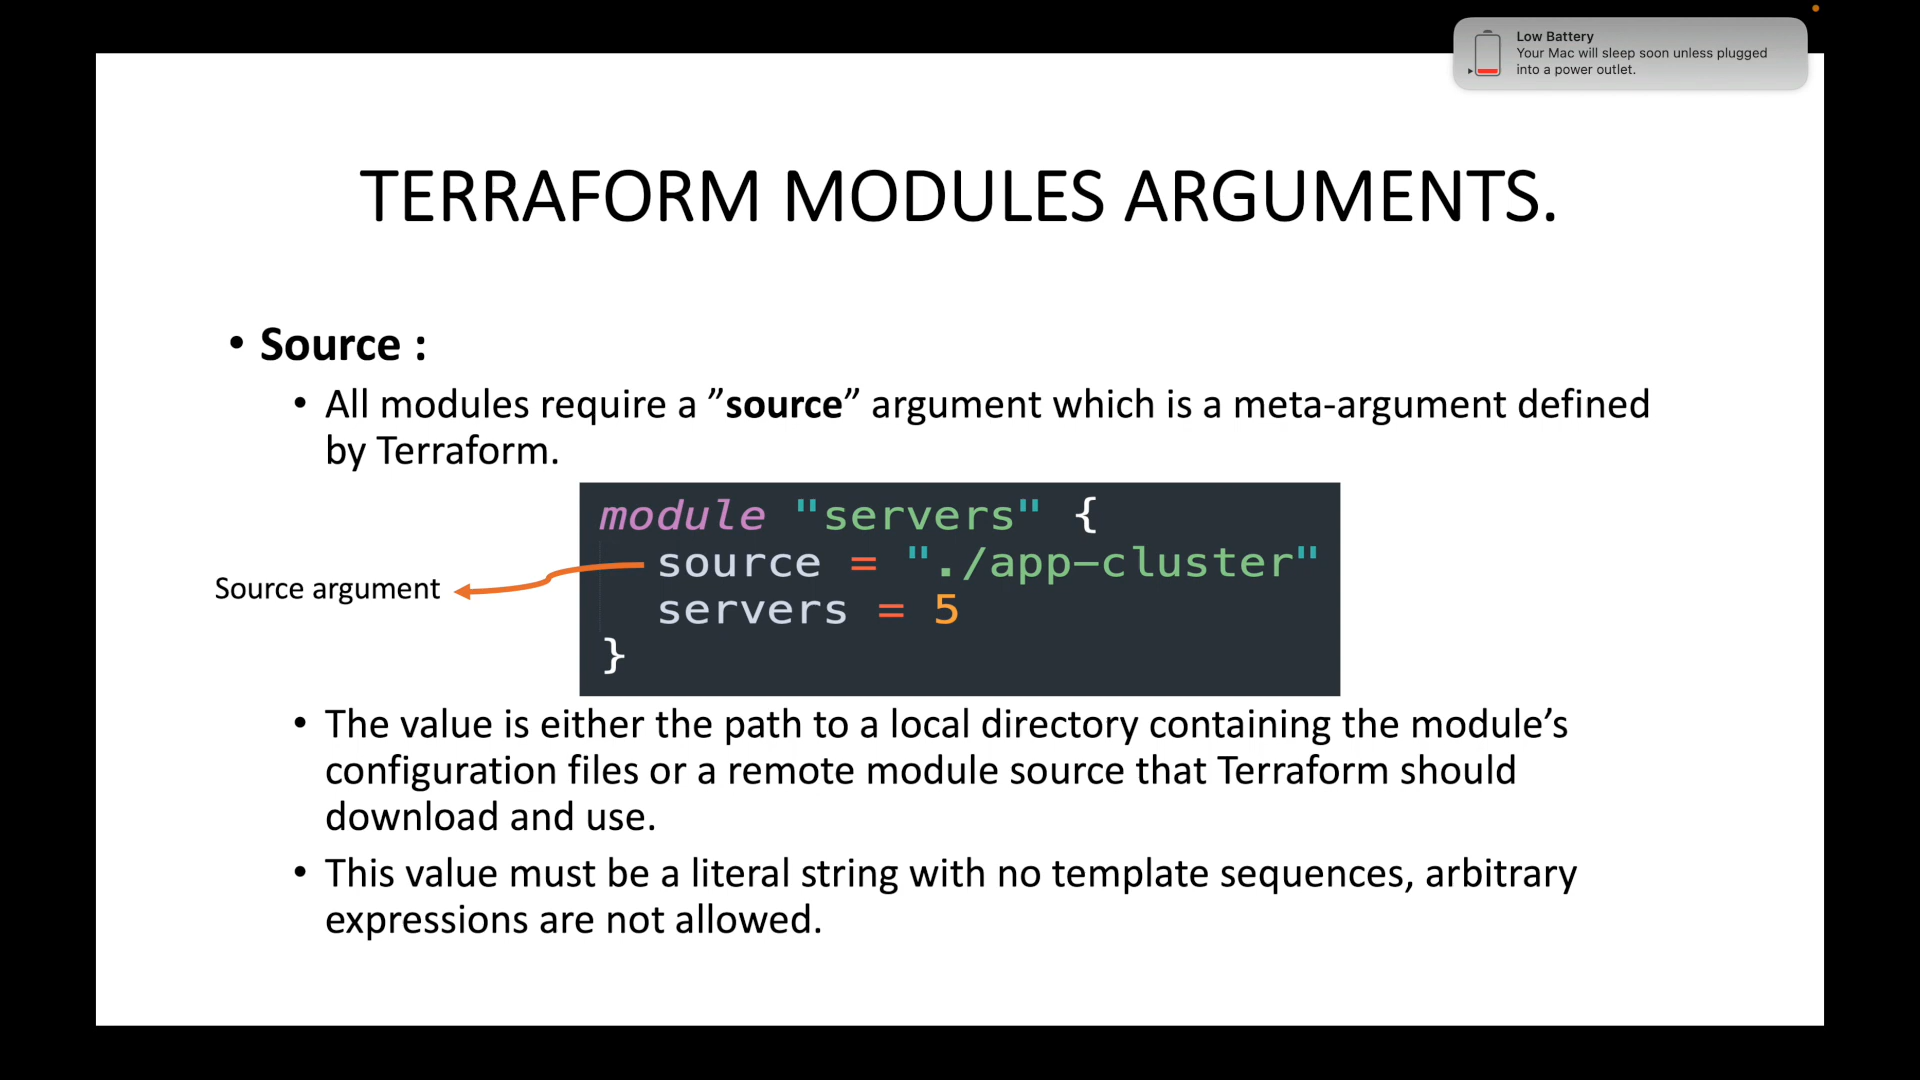 Low Battery
Your Mac will sleep soon unless plugged
into a power outlet.
TERRAFORM MODULES ARGUMENTS.
• Source :
• All modules require a ”source” argument which is a meta-argument defined
by Terraform.
module "servers" {
source = "./app-cluster"
Source argument
servers = 5
}
• The value is either the path to a local directory containing the module’s
configuration files or a remote module source that Terraform should
download and use.
• This value must be a literal string with no template sequences, arbitrary
expressions are not allowed.